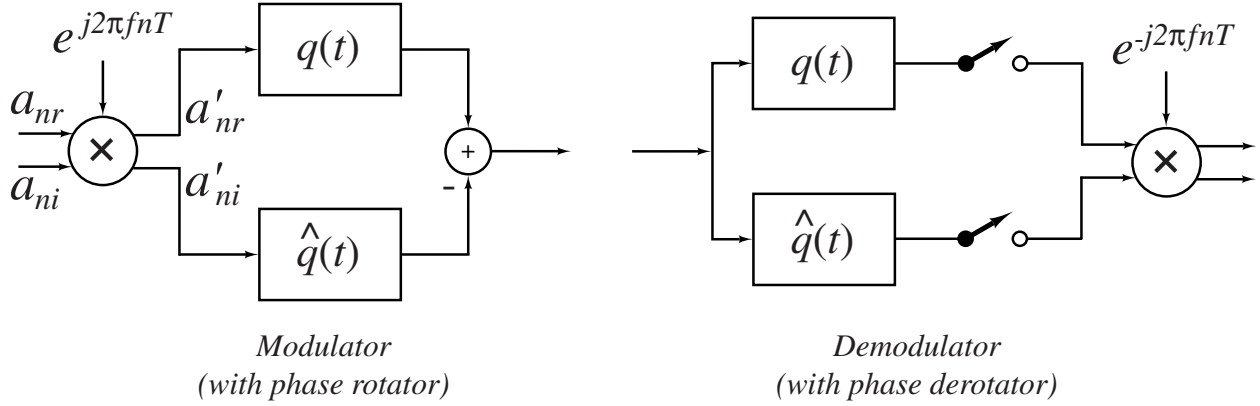 e^{j2πfnT}
q(t)
a_{nr}
×
a'_{nr}
a_{ni}
a'_{ni}
+
-
q̂(t)
Modulator
(with phase rotator)
q(t)
e^{-j2πfnT}
×
q̂(t)
Demodulator
(with phase derotator)